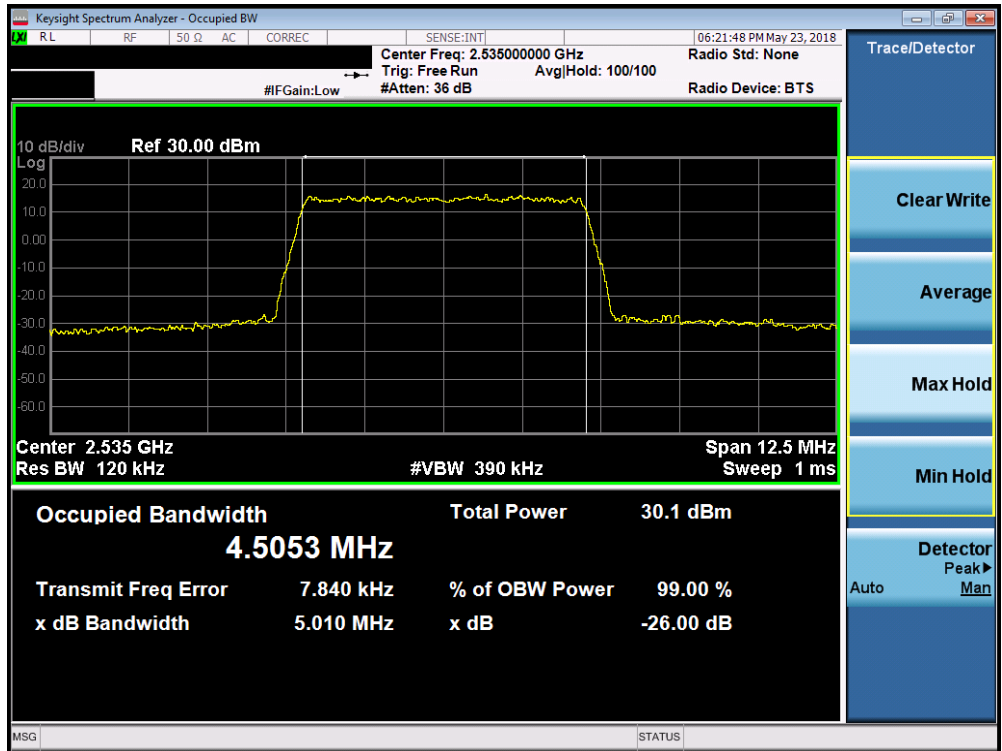 Keysight Spectrum Analyzer - Occupied BW
LXI RL RF 50 Ω AC CORREC SENSE:INT 06:21:48 PM May 23, 2018
Center Freq: 2.535000000 GHz Radio Std: None
Trig: Free Run Avg|Hold: 100/100
#IFGain:Low #Atten: 36 dB Radio Device: BTS
Trace/Detector
10 dB/div Ref 30.00 dBm
Log
20.0
10.0
0.00
-10.0
-20.0
-30.0
-40.0
-50.0
-60.0
Center 2.535 GHz Span 12.5 MHz
Res BW 120 kHz #VBW 390 kHz Sweep 1 ms
Occupied Bandwidth Total Power 30.1 dBm
4.5053 MHz
Transmit Freq Error 7.840 kHz % of OBW Power 99.00 %
x dB Bandwidth 5.010 MHz x dB -26.00 dB
Clear Write
Average
Max Hold
Min Hold
Detector
Peak▶
Auto Man
MSG STATUS